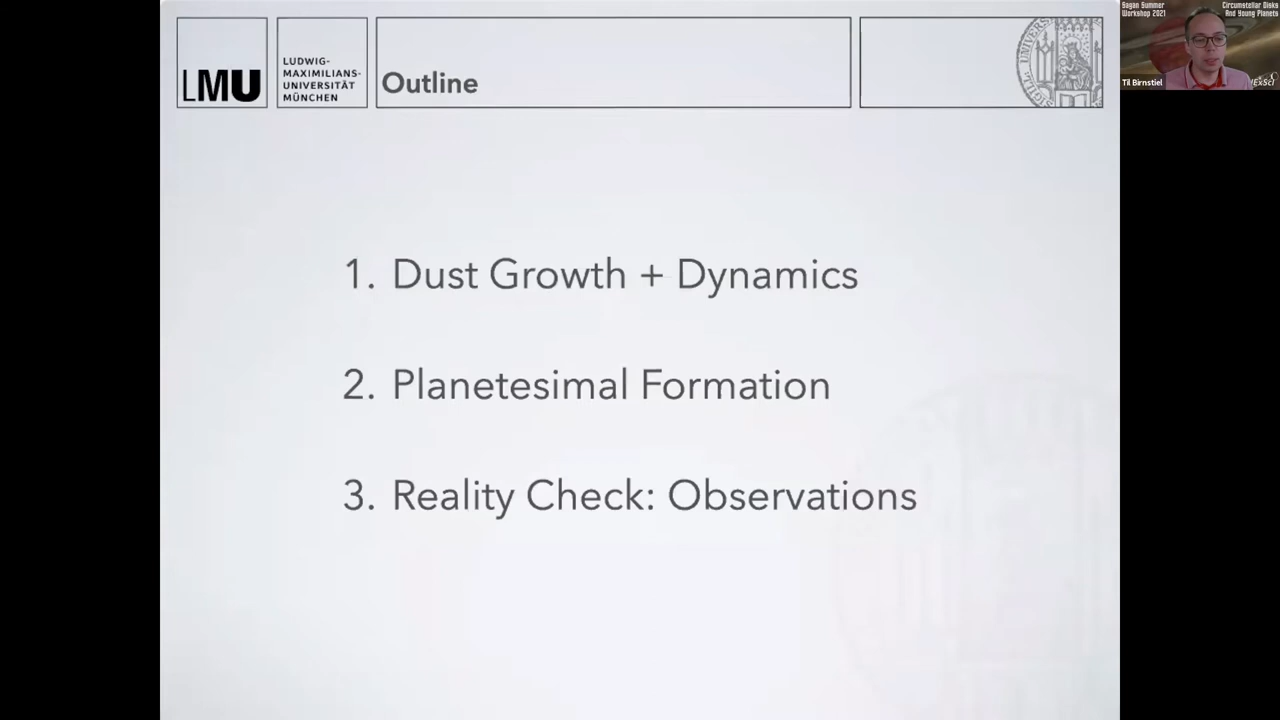 LMU
LUDWIG-
MAXIMILIANS-
UNIVERSITÄT
MÜNCHEN
Outline
Sagan Summer
Workshop 2021
Circumstellar Disks
And Young Planets
Til Birnstiel
1. Dust Growth + Dynamics
2. Planetesimal Formation
3. Reality Check: Observations